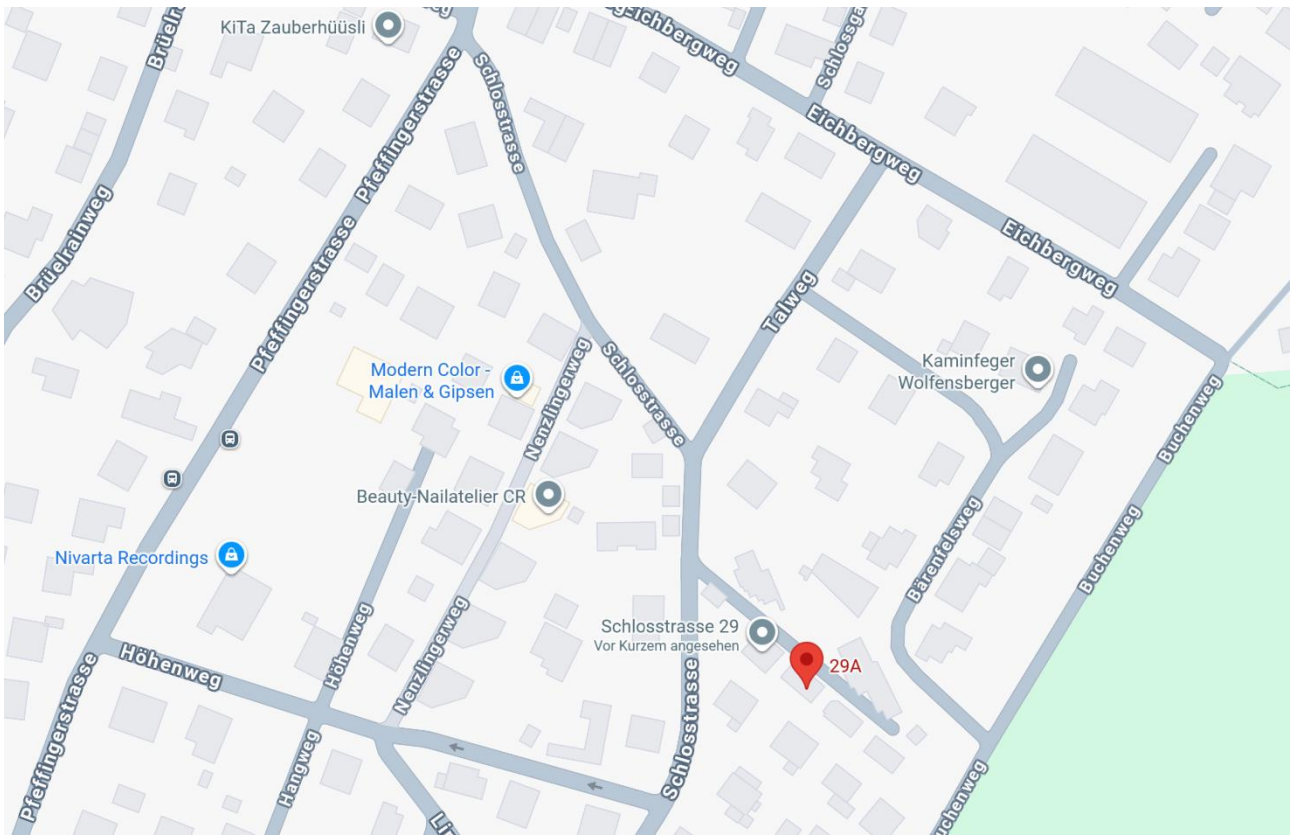 KiTa Zauberhüüsli
Brüelrainweg
Brüelrainweg
Pfeffingerstrasse
Pfeffingerstrasse
Pfeffingerstrasse
Schlosstrasse
Schlosstrasse
Schlosstrasse
Eichbergweg
Eichbergweg
Eichbergweg
Talweg
Kaminfeger
Wolfensberger
Modern Color -
Malen & Gipsen
Nenzlingerweg
Nenzlingerweg
Beauty-Nailatelier CR
Nivarta Recordings
Buchenweg
Buchenweg
Buchenweg
Bärenfelsweg
Schlosstrasse 29
Vor Kurzem angesehen
29A
Höhenweg
Höhenweg
Hangweg